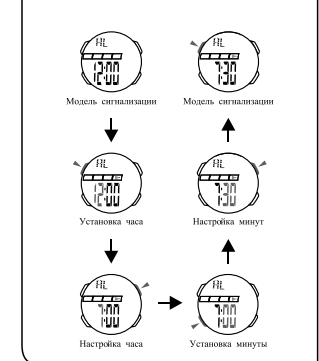 AL
12:00
Модель сигнализации
AL
7:30
Модель сигнализации
AL
12:00
Установка часа
AL
7:30
Настройка минут
AL
7:00
Настройка часа
AL
7:00
Установка минуты